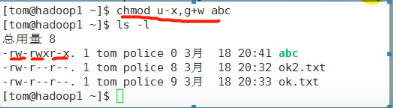 [tom@hadoop1 ~]$ chmod u-x,g+w abc
[tom@hadoop1 ~]$ ls -l
总用量 8
-rw-rwxr-x. 1 tom police 0 3月  18 20:41 abc
-rw-r--r--. 1 tom police 8 3月  18 20:32 ok2.txt
-rw-r--r--. 1 tom police 9 3月  18 20:33 ok.txt
[tom@hadoop1 ~]$